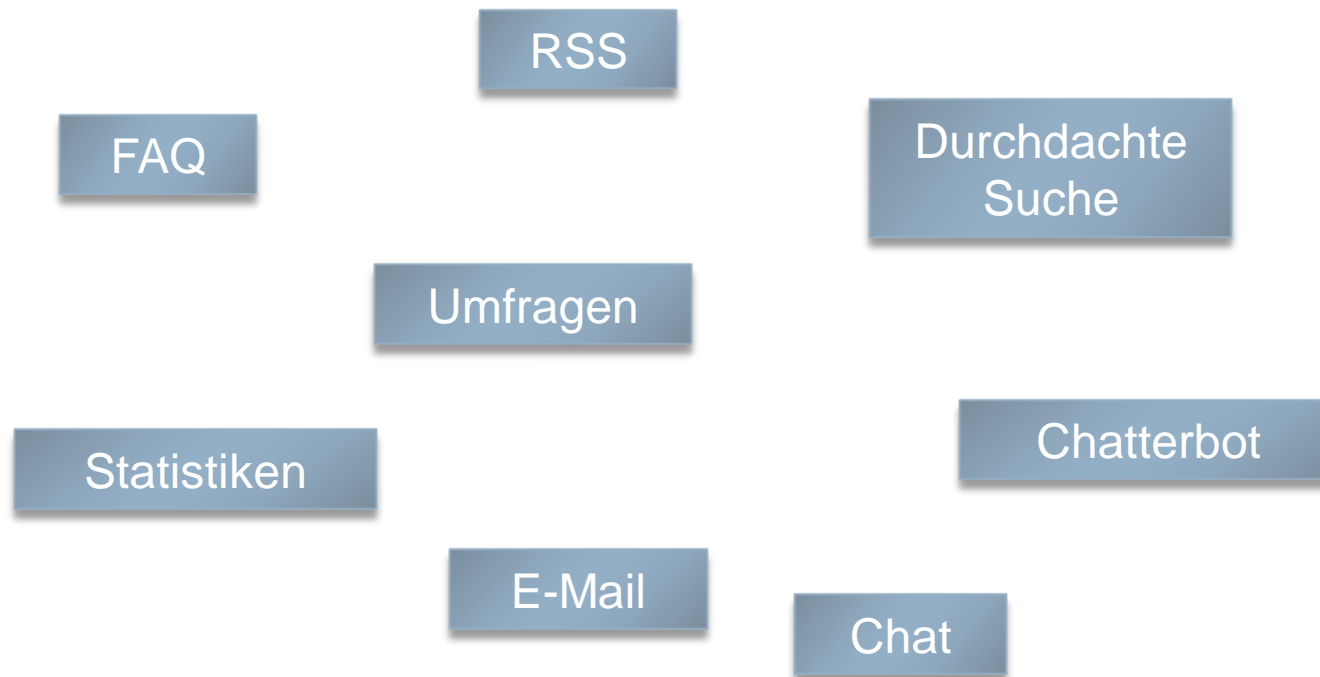 RSS
FAQ
Durchdachte
Suche
Umfragen
Chatterbot
Statistiken
E-Mail
Chat